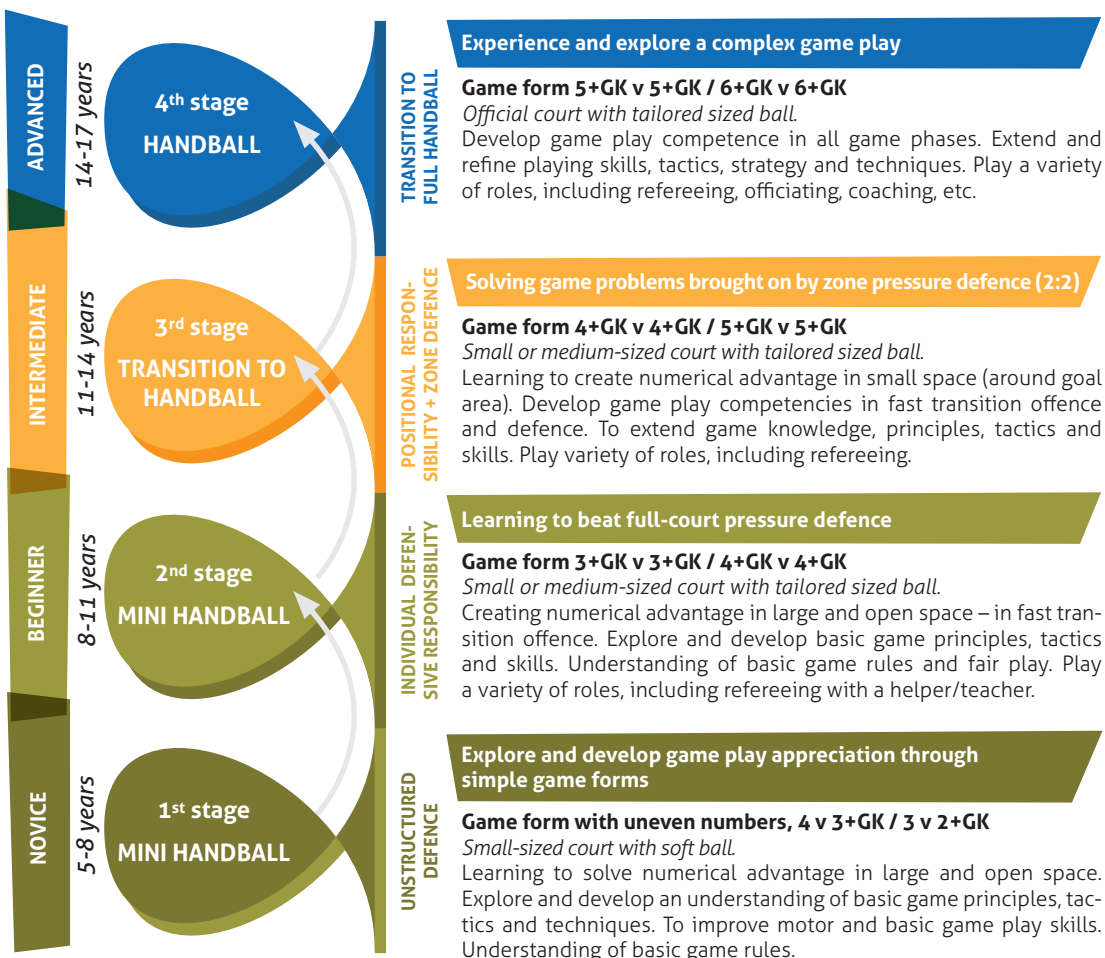 ADVANCED
14-17 years
4th stage
HANDBALL
TRANSITION TO
FULL HANDBALL
Experience and explore a complex game play
Game form 5+GK v 5+GK / 6+GK v 6+GK
Official court with tailored sized ball.
Develop game play competence in all game phases. Extend and
refine playing skills, tactics, strategy and techniques. Play a variety
of roles, including refereeing, officiating, coaching, etc.
INTERMEDIATE
11-14 years
3rd stage
TRANSITION TO
HANDBALL
POSITIONAL RESPON-
SIBILITY + ZONE DEFENCE
Solving game problems brought on by zone pressure defence (2:2)
Game form 4+GK v 4+GK / 5+GK v 5+GK
Small or medium-sized court with tailored sized ball.
Learning to create numerical advantage in small space (around goal
area). Develop game play competencies in fast transition offence
and defence. To extend game knowledge, principles, tactics and
skills. Play variety of roles, including refereeing.
BEGINNER
8-11 years
2nd stage
MINI HANDBALL
INDIVIDUAL DEFEN-
SIVE RESPONSIBILITY
Learning to beat full-court pressure defence
Game form 3+GK v 3+GK / 4+GK v 4+GK
Small or medium-sized court with tailored sized ball.
Creating numerical advantage in large and open space – in fast tran-
sition offence. Explore and develop basic game principles, tactics
and skills. Understanding of basic game rules and fair play. Play
a variety of roles, including refereeing with a helper/teacher.
NOVICE
5-8 years
1st stage
MINI HANDBALL
UNSTRUCTURED
DEFENCE
Explore and develop game play appreciation through
simple game forms
Game form with uneven numbers, 4 v 3+GK / 3 v 2+GK
Small-sized court with soft ball.
Learning to solve numerical advantage in large and open space.
Explore and develop an understanding of basic game principles, tac-
tics and techniques. To improve motor and basic game play skills.
Understanding of basic game rules.